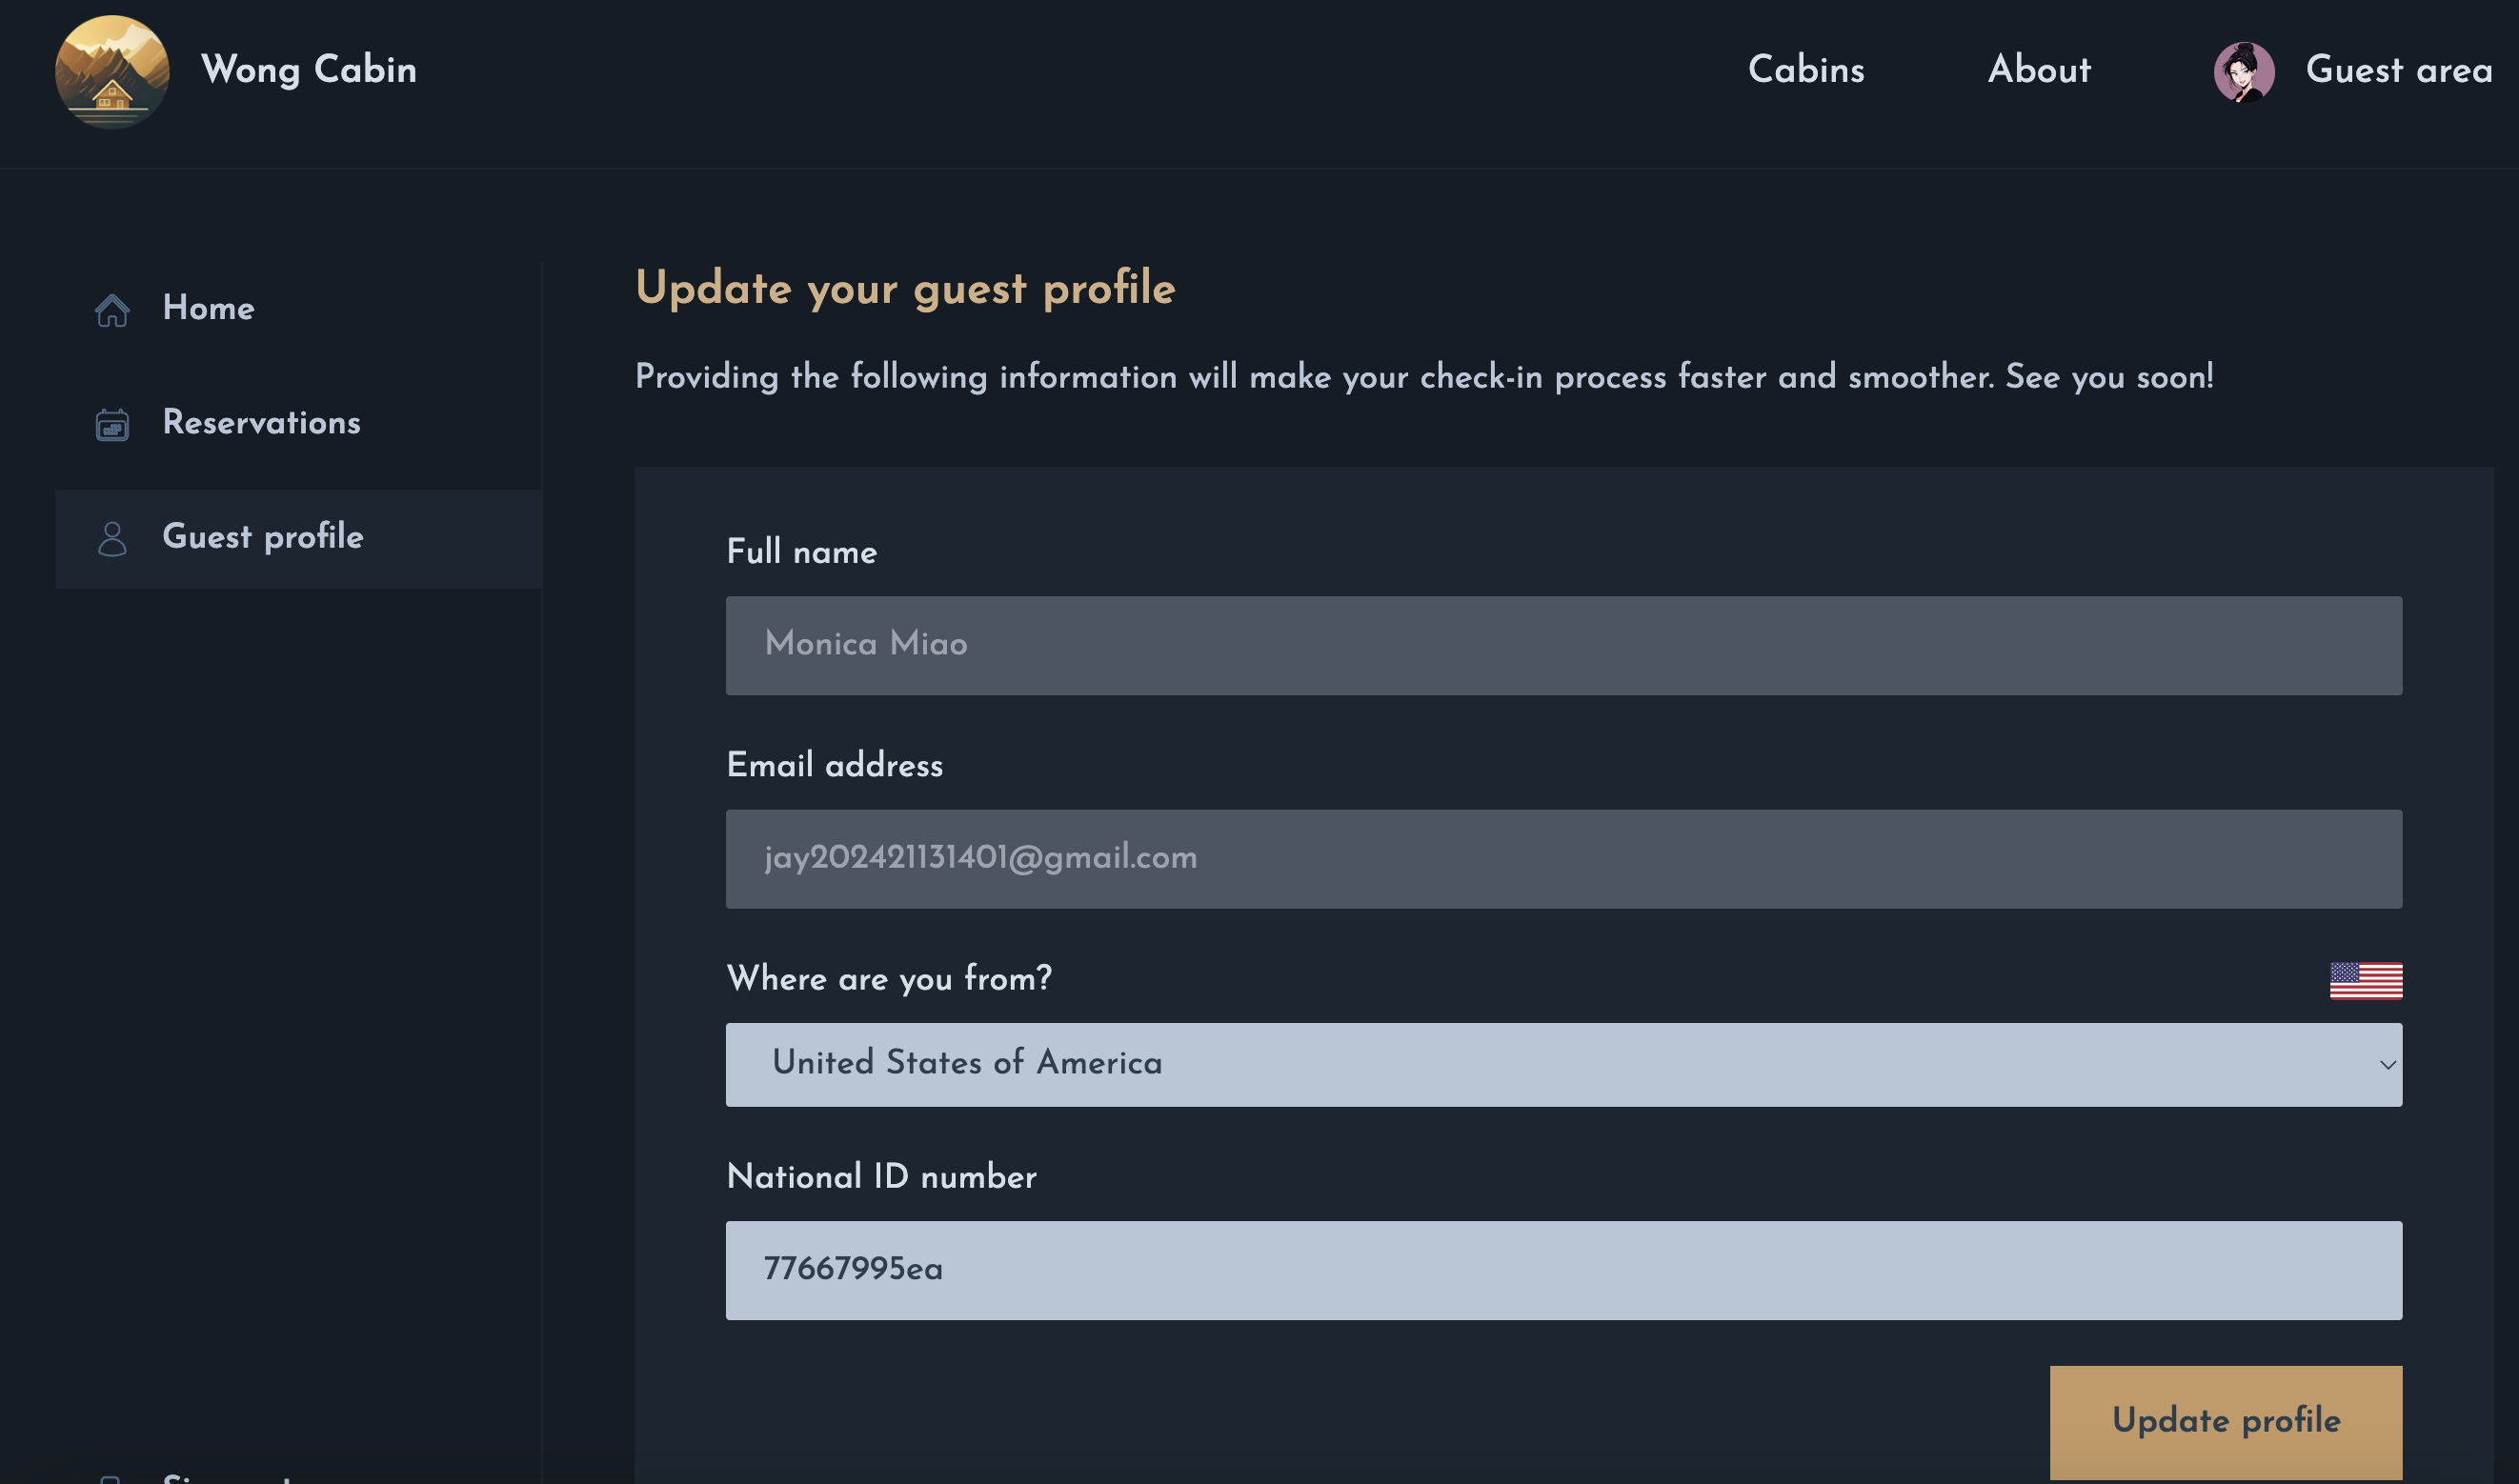 Wong Cabin
Cabins
About
Guest area
Home
Reservations
Guest profile
Update your guest profile
Providing the following information will make your check-in process faster and smoother. See you soon!
Full name
Monica Miao
Email address
jay202421131401@gmail.com
Where are you from?
United States of America
National ID number
77667995ea
Update profile